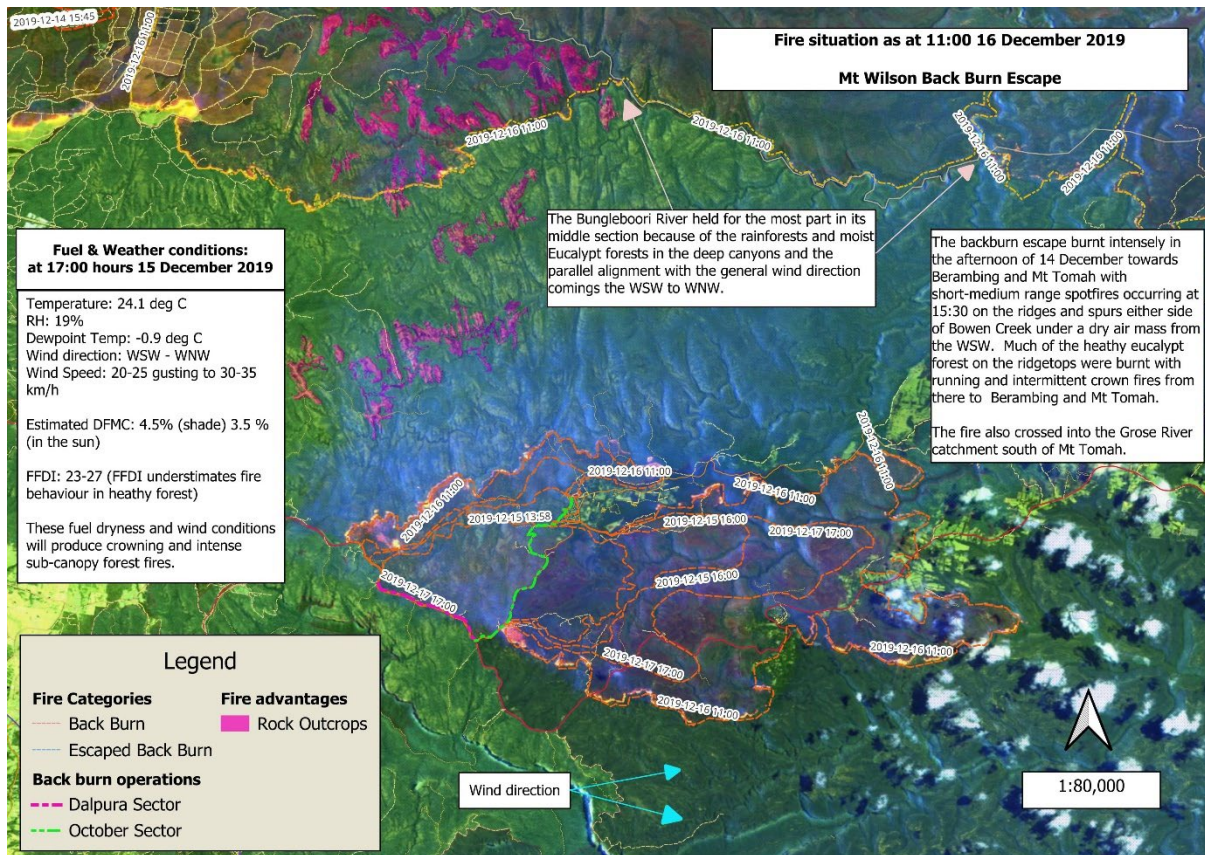 2019-12-14 15:45
2019-12-16 11:00
Fire situation as at 11:00 16 December 2019
Mt Wilson Back Burn Escape
2019-12-16 11:00
2019-12-16 11:00
2019-12-16 11:00
2019-12-16 11:00
The Bungleboori River held for the most part in its
middle section because of the rainforests and moist
Eucalypt forests in the deep canyons and the
parallel alignment with the general wind direction
comings the WSW to WNW.
Fuel & Weather conditions:
at 17:00 hours 15 December 2019
Temperature: 24.1 deg C
RH: 19%
Dewpoint Temp: -0.9 deg C
Wind direction: WSW - WNW
Wind Speed: 20-25 gusting to 30-35
km/h
Estimated DFMC: 4.5% (shade) 3.5 %
(in the sun)
FFDI: 23-27 (FFDI understimates fire
behaviour in heathy forest)
These fuel dryness and wind conditions
will produce crowning and intense
sub-canopy forest fires.
The backburn escape burnt intensely in
the afternoon of 14 December towards
Berambing and Mt Tomah with
short-medium range spotfires occurring at
15:30 on the ridges and spurs either side
of Bowen Creek under a dry air mass from
the WSW.  Much of the heathy eucalypt
forest on the ridgetops were burnt with
running and intermittent crown fires from
there to  Berambing and Mt Tomah.
The fire also crossed into the Grose River
catchment south of Mt Tomah.
2019-12-16 11:00
2019-12-16 11:00
2019-12-16 11:00
2019-12-16 11:00
2019-12-15 13:58
2019-12-15 16:00
2019-12-17 17:00
2019-12-15 16:00
2019-12-17 17:00
2019-12-17 17:00
2019-12-16 11:00
2019-12-16 11:00
Legend
Fire Categories
Back Burn
Escaped Back Burn
Fire advantages
Rock Outcrops
Back burn operations
Dalpura Sector
October Sector
Wind direction
1:80,000